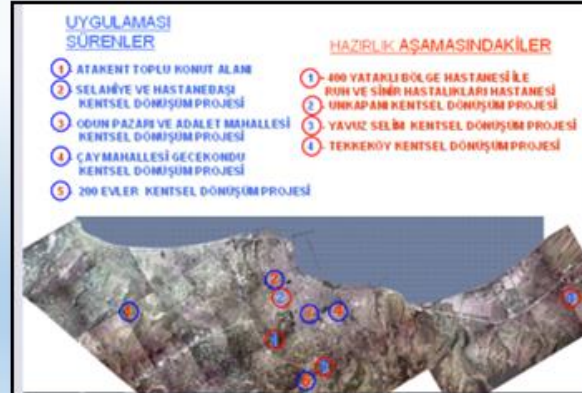 UYGULAMASI
SÜRENLER
1 ATAKENT TOPLU KONUT ALANI
2 SELAHİYE VE HASTANEBAŞI
KENTSEL DÖNÜŞÜM PROJESİ
3 ODUN PAZARI VE ADALET MAHALLESİ
KENTSEL DÖNÜŞÜM PROJESİ
4 ÇAY MAHALLESİ GECEKONDU
KENTSEL DÖNÜŞÜM PROJESİ
5 200 EVLER KENTSEL DÖNÜŞÜM PROJESİ
HAZIRLIK AŞAMASINDAKİLER
1 400 YATAKLI BÖLGE HASTANESİ İLE
RUH VE SİNİR HASTALIKLARI HASTANESİ
2 UNKAPANI KENTSEL DÖNÜŞÜM PROJESİ
3 YAVUZ SELİM KENTSEL DÖNÜŞÜM PROJESİ
4 TEKKEKÖY KENTSEL DÖNÜŞÜM PROJESİ